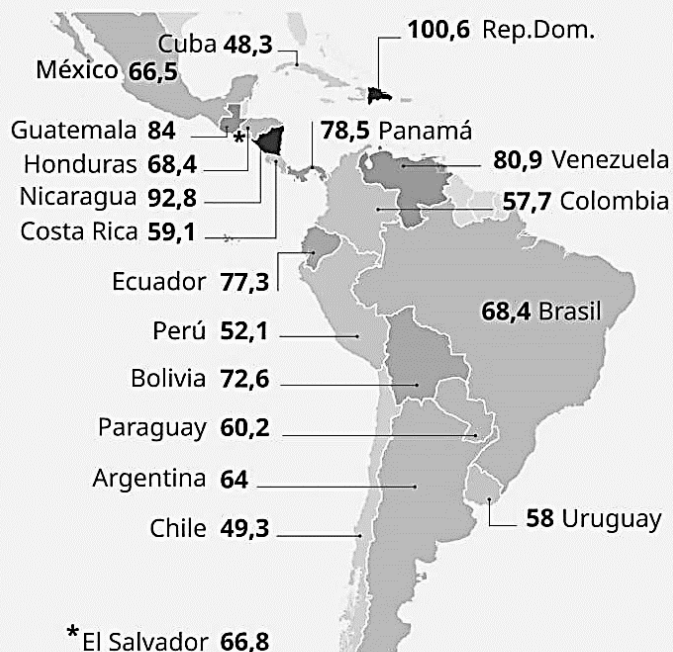 100,6 Rep.Dom.
Cuba 48,3
México 66,5
Guatemala 84
*
78,5 Panamá
Honduras 68,4
80,9 Venezuela
Nicaragua 92,8
57,7 Colombia
Costa Rica 59,1
Ecuador 77,3
68,4 Brasil
Perú 52,1
Bolivia 72,6
Paraguay 60,2
Argentina 64
58 Uruguay
Chile 49,3
*El Salvador 66,8